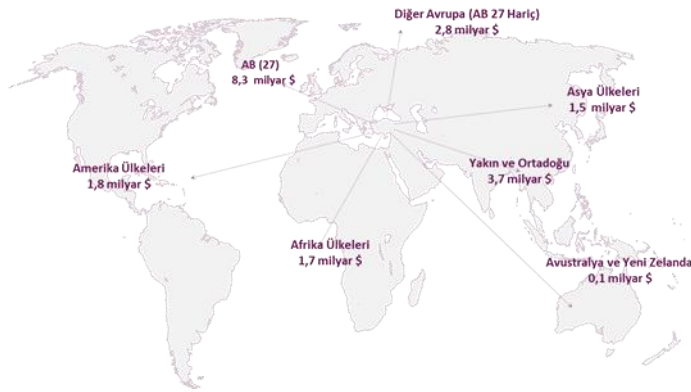 Diğer Avrupa (AB 27 Hariç)
2,8 milyar $
AB (27)
8,3 milyar $
Asya Ülkeleri
1,5 milyar $
Amerika Ülkeleri
1,8 milyar $
Yakın ve Ortadoğu
3,7 milyar $
Afrika Ülkeleri
1,7 milyar $
Avustralya ve Yeni Zelanda
0,1 milyar $